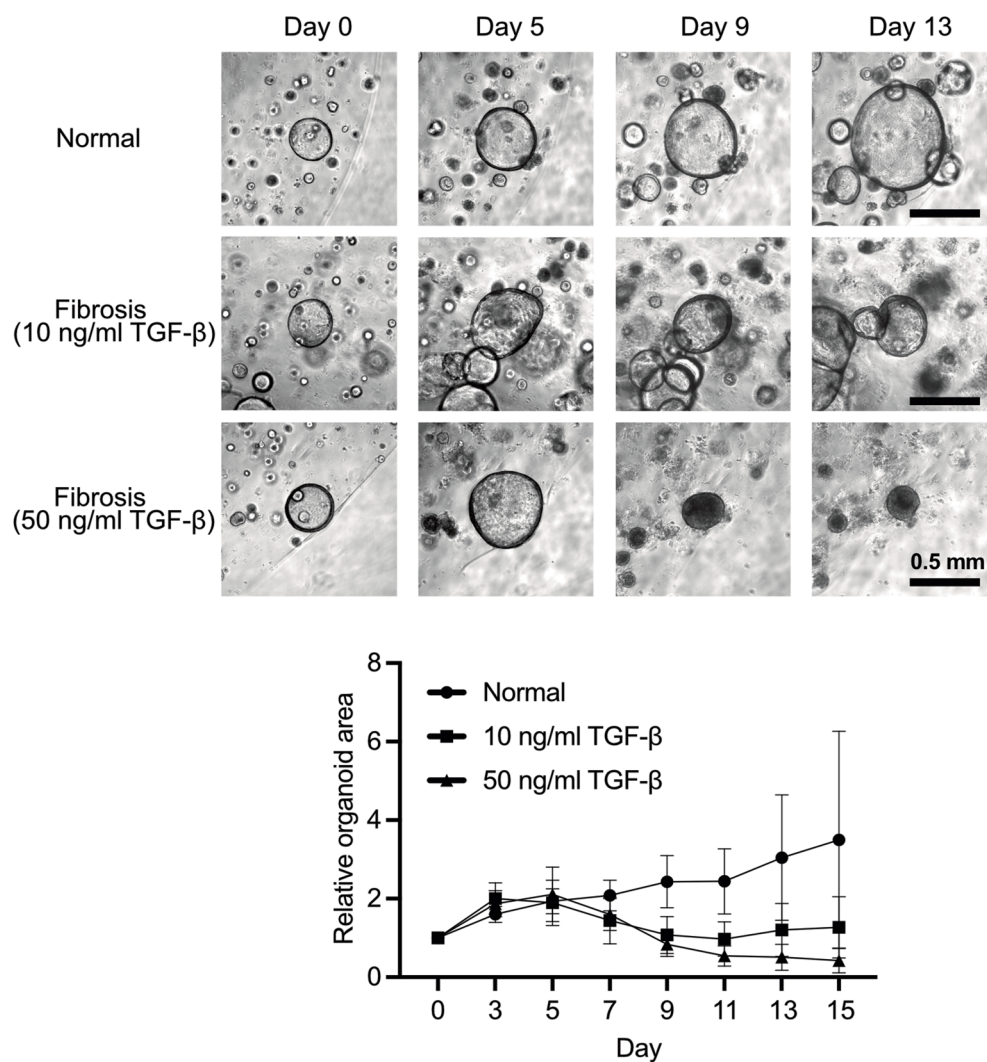 Day 0 Day 5 Day 9 Day 13
Normal
Fibrosis
(10 ng/ml TGF-β)
Fibrosis
(50 ng/ml TGF-β)
0.5 mm
8
Normal
6
10 ng/ml TGF-β
50 ng/ml TGF-β
4
2
0
Relative organoid area
0 3 5 7 9 11 13 15
Day